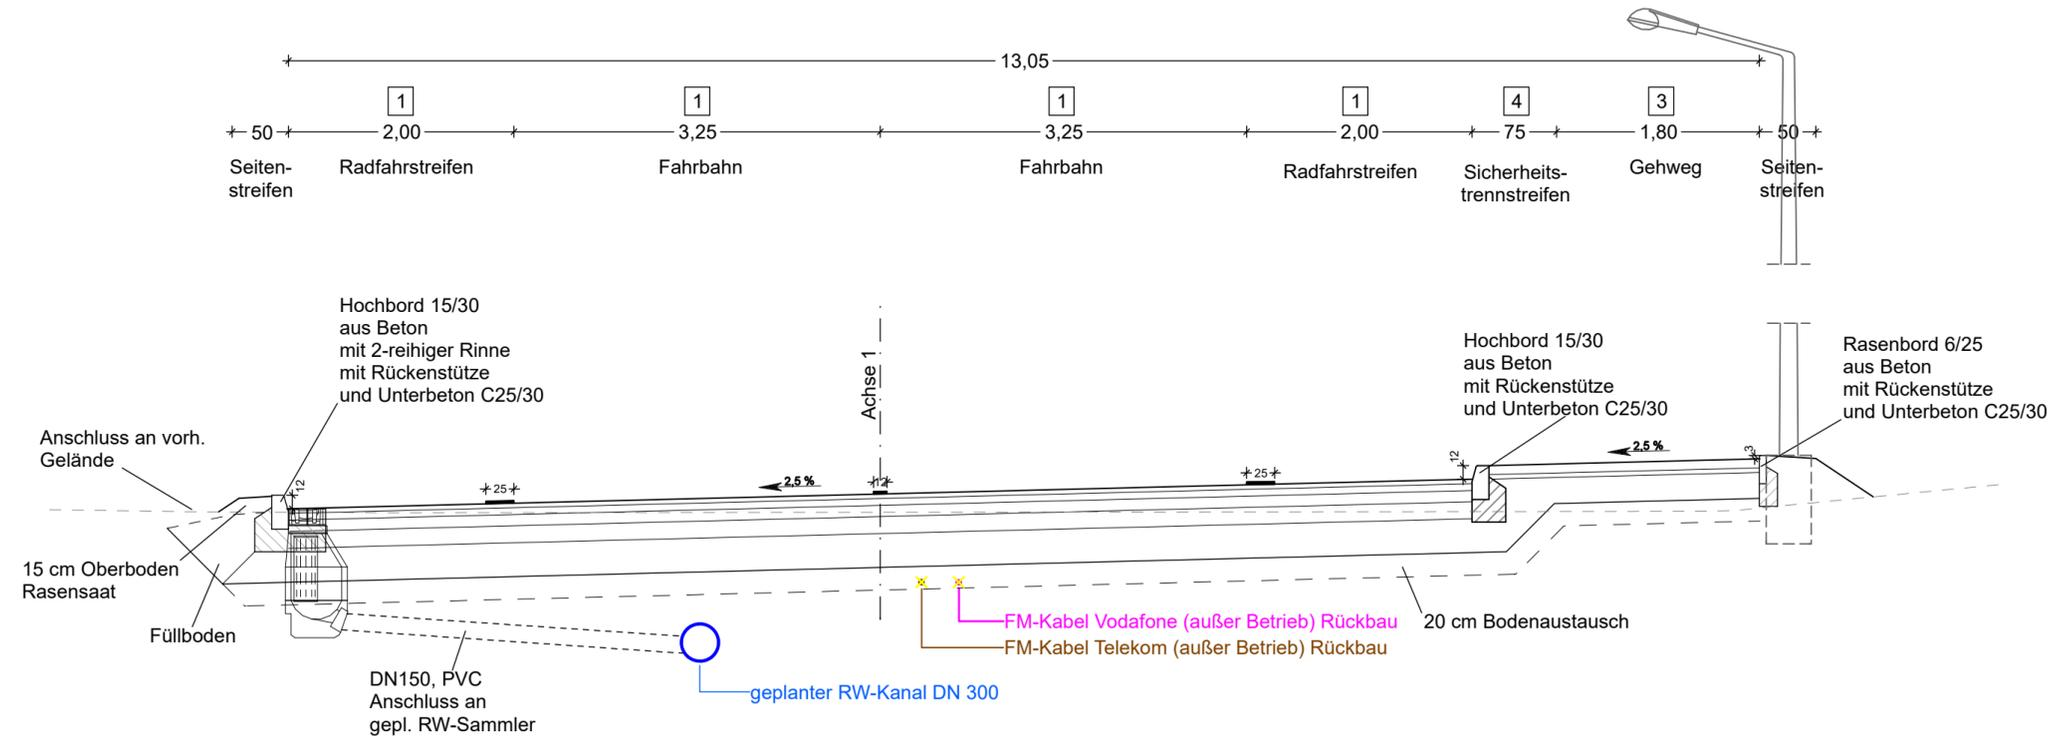 13,05
1 1 1 1 4 3
50 2,00 3,25 3,25 2,00 75 1,80 50
Seiten-
streifen
Radfahrstreifen
Fahrbahn
Fahrbahn
Radfahrstreifen
Sicherheits-
trennstreifen
Gehweg
Seiten-
streifen
Hochbord 15/30
aus Beton
mit 2-reihiger Rinne
mit Rückenstütze
und Unterbeton C25/30
Achse 1
Hochbord 15/30
aus Beton
mit Rückenstütze
und Unterbeton C25/30
Rasenbord 6/25
aus Beton
mit Rückenstütze
und Unterbeton C25/30
Anschluss an vorh.
Gelände
12
25
2,5 %
12
25
12
2,5 %
3
15 cm Oberboden
Rasensaat
Füllboden
DN150, PVC
Anschluss an
gepl. RW-Sammler
geplanter RW-Kanal DN 300
FM-Kabel Vodafone (außer Betrieb) Rückbau
FM-Kabel Telekom (außer Betrieb) Rückbau
20 cm Bodenaustausch